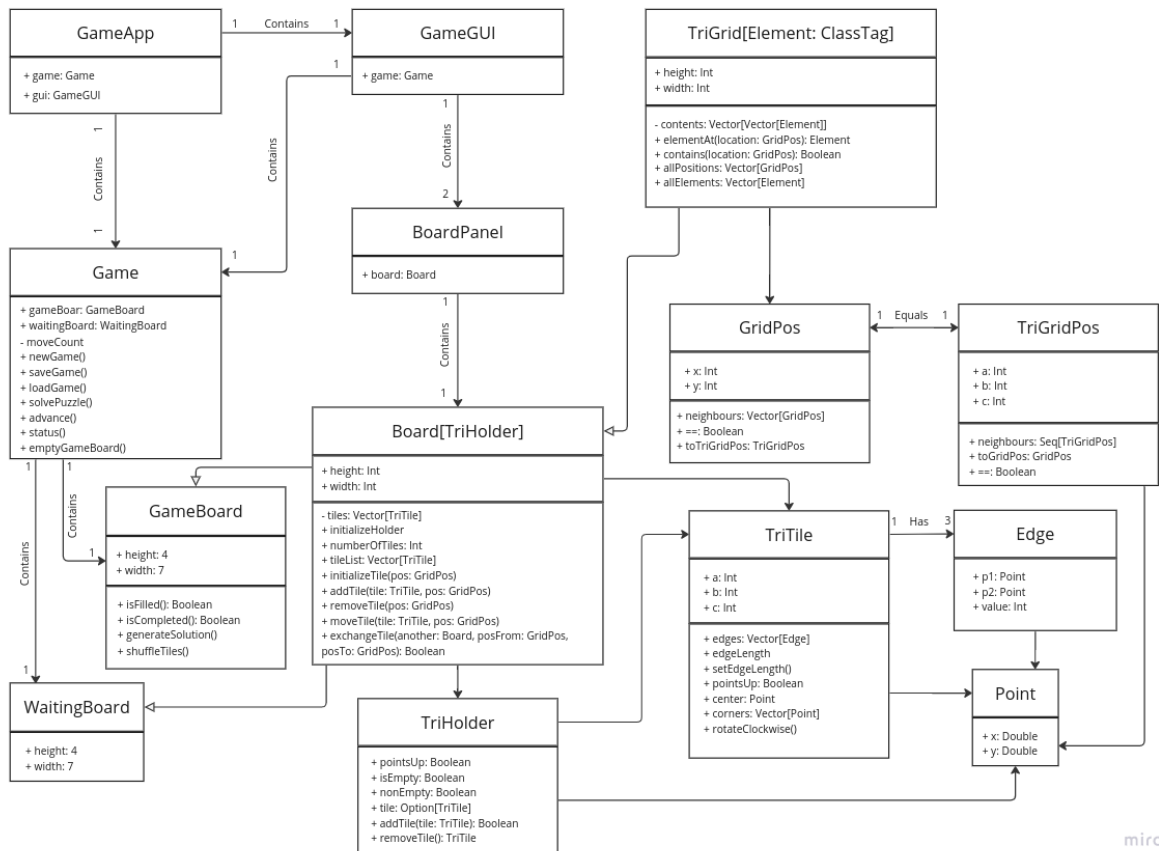 GameApp
+ game: Game
+ gui: GameGUI
1 Contains 1
GameGUI
+ game: Game
TriGrid[Element: ClassTag]
+ height: Int
+ width: Int
- contents: Vector[Vector[Element]]
+ elementAt(location: GridPos): Element
+ contains(location: GridPos): Boolean
+ allPositions: Vector[GridPos]
+ allElements: Vector[Element]
1
Contains
1
1
Contains
1
1
Contains
2
BoardPanel
+ board: Board
Game
+ gameBoar: GameBoard
+ waitingBoard: WaitingBoard
- moveCount
+ newGame()
+ saveGame()
+ loadGame()
+ solvePuzzle()
+ advance()
+ status()
+ emptyGameBoard()
1
Contains
1
GridPos
+ x: Int
+ y: Int
+ neighbours: Vector[GridPos]
+ ==: Boolean
+ toTriGridPos: TriGridPos
1 Equals 1
TriGridPos
+ a: Int
+ b: Int
+ c: Int
+ neighbours: Seq[TriGridPos]
+ toGridPos: GridPos
+ ==: Boolean
Board[TriHolder]
+ height: Int
+ width: Int
- tiles: Vector[TriTile]
+ initializeHolder
+ numberOfTiles: Int
+ tileList: Vector[TriTile]
+ initializeTile(pos: GridPos)
+ addTile(tile: TriTile, pos: GridPos)
+ removeTile(pos: GridPos)
+ moveTile(tile: TriTile, pos: GridPos)
+ exchangeTile(another: Board, posFrom: GridPos,
posTo: GridPos): Boolean
1
Contains
1
1
Contains
1
GameBoard
+ height: 4
+ width: 7
+ isFilled(): Boolean
+ isCompleted(): Boolean
+ generateSolution()
+ shuffleTiles()
TriTile
+ a: Int
+ b: Int
+ c: Int
+ edges: Vector[Edge]
+ edgeLength
+ setEdgeLength()
+ pointsUp: Boolean
+ center: Point
+ corners: Vector[Point]
+ rotateClockwise()
1 Has 3
Edge
+ p1: Point
+ p2: Point
+ value: Int
WaitingBoard
+ height: 4
+ width: 7
TriHolder
+ pointsUp: Boolean
+ isEmpty: Boolean
+ nonEmpty: Boolean
+ tile: Option[TriTile]
+ addTile(tile: TriTile): Boolean
+ removeTile(): TriTile
Point
+ x: Double
+ y: Double